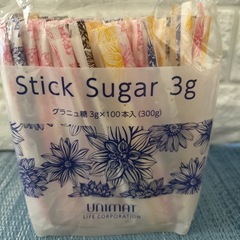 Stick Sugar 3g
グラニュ糖 3g×100本入 (300g)
UNIMAT
LIFE CORPORATION